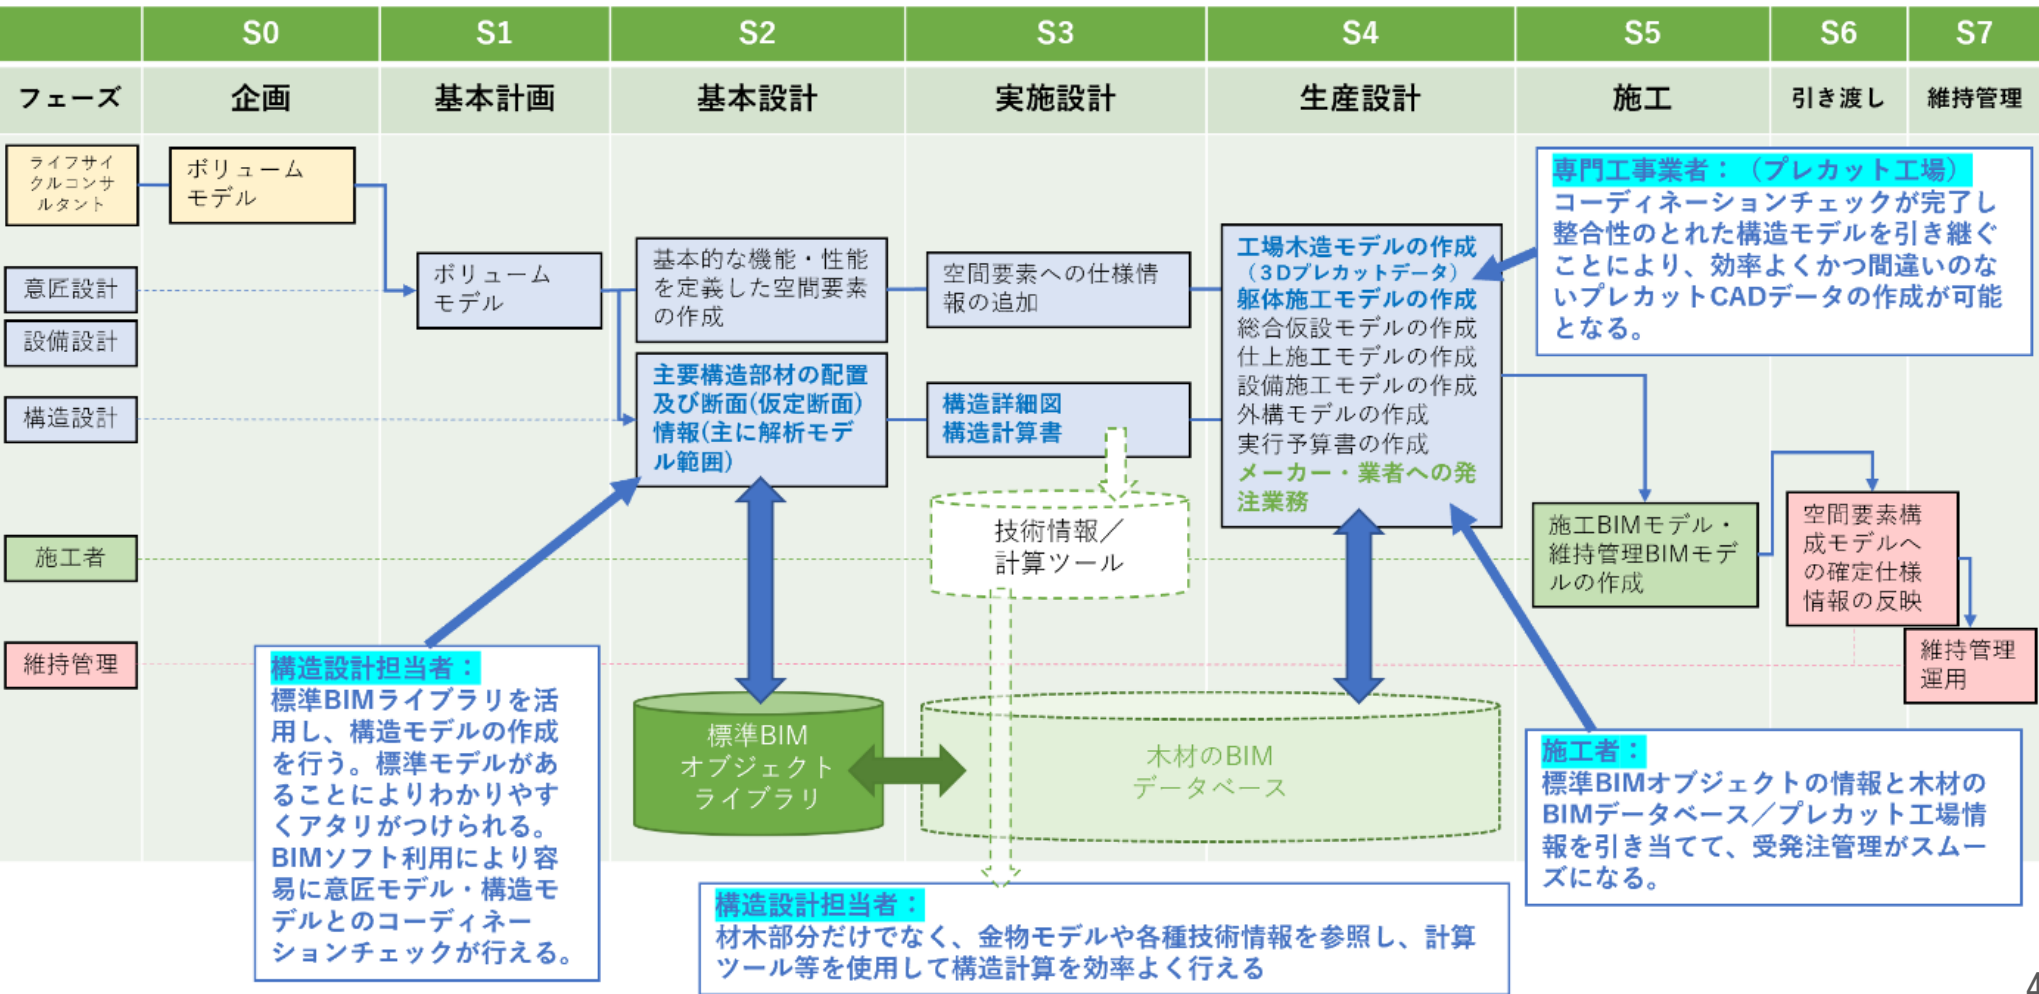 S0
S1
S2
S3
S4
S5
S6
S7
フェーズ
企画
基本計画
基本設計
実施設計
生産設計
施工
引き渡し
維持管理
ライフサイ
クルコンサ
ルタント
ボリューム
モデル
意匠設計
設備設計
構造設計
施工者
維持管理
ボリューム
モデル
基本的な機能・性能
を定義した空間要素
の作成
主要構造部材の配置
及び断面(仮定断面)
情報(主に解析モデ
ル範囲)
空間要素への仕様情
報の追加
構造詳細図
構造計算書
技術情報／
計算ツール
工場木造モデルの作成
（３Dプレカットデータ）
躯体施工モデルの作成
総合仮設モデルの作成
仕上施工モデルの作成
設備施工モデルの作成
外構モデルの作成
実行予算書の作成
メーカー・業者への発
注業務
専門工事業者：（プレカット工場）
コーディネーションチェックが完了し
整合性のとれた構造モデルを引き継ぐ
ことにより、効率よくかつ間違いのな
いプレカットCADデータの作成が可能
となる。
施工BIMモデル・
維持管理BIMモデ
ルの作成
空間要素構
成モデルへ
の確定仕様
情報の反映
維持管理
運用
構造設計担当者：
標準BIMライブラリを活
用し、構造モデルの作成
を行う。標準モデルがあ
ることによりわかりやす
くアタリがつけられる。
BIMソフト利用により容
易に意匠モデル・構造モ
デルとのコーディネー
ションチェックが行える。
標準BIM
オブジェクト
ライブラリ
木材のBIM
データベース
施工者：
標準BIMオブジェクトの情報と木材の
BIMデータベース／プレカット工場情
報を引き当てて、受発注管理がスムー
ズになる。
構造設計担当者：
材木部分だけでなく、金物モデルや各種技術情報を参照し、計算
ツール等を使用して構造計算を効率よく行える